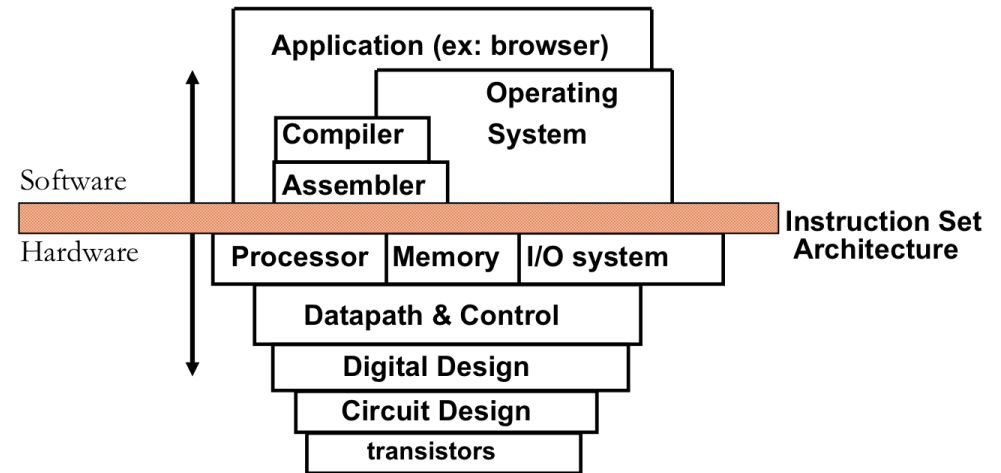 Application (ex: browser)
Operating
System
Compiler
Assembler
Software
Instruction Set
Architecture
Hardware
Processor
Memory
I/O system
Datapath & Control
Digital Design
Circuit Design
transistors